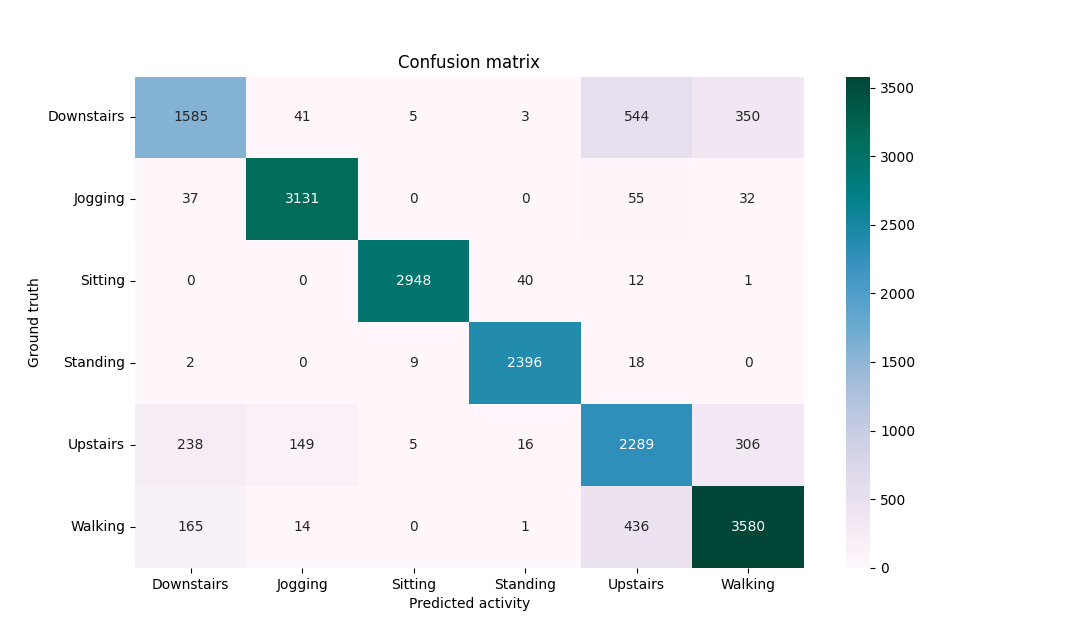 Confusion matrix
Downstairs 1585 41 5 3 544 350
Jogging 37 3131 0 0 55 32
Sitting 0 0 2948 40 12 1
Standing 2 0 9 2396 18 0
Upstairs 238 149 5 16 2289 306
Walking 165 14 0 1 436 3580
Downstairs Jogging Sitting Standing Upstairs Walking
Predicted activity
Ground truth
3500
3000
2500
2000
1500
1000
500
0